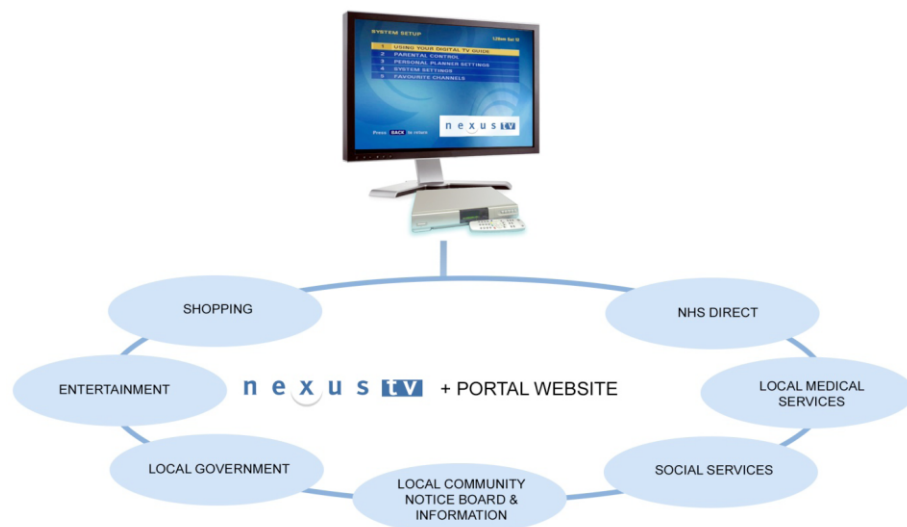 SYSTEM SETUP
1 USING YOUR DIGITAL TV GUIDE
2 PARENTAL CONTROL
3 PERSONAL PLANNER SETTINGS
4 SYSTEM SETTINGS
5 FAVOURITE CHANNELS
Press BACK to return
nexus tv
SHOPPING
NHS DIRECT
ENTERTAINMENT
nexus tv + PORTAL WEBSITE
LOCAL MEDICAL
SERVICES
LOCAL GOVERNMENT
SOCIAL SERVICES
LOCAL COMMUNITY
NOTICE BOARD &
INFORMATION